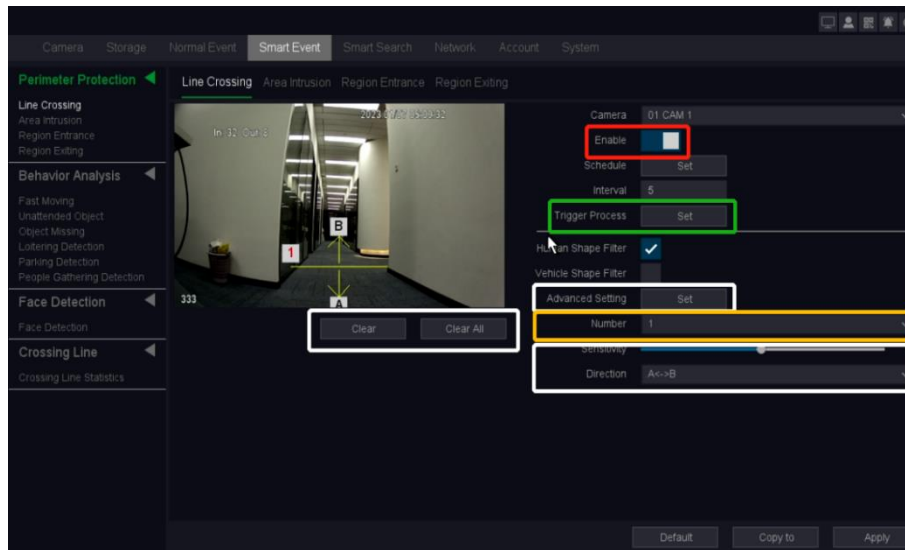 Camera Storage Normal Event Smart Event Smart Search Network Account System
Perimeter Protection
Line Crossing
Area Intrusion
Region Entrance
Region Exiting
Behavior Analysis
Fast Moving
Unattended Object
Object Missing
Loitering Detection
Parking Detection
People Gathering Detection
Face Detection
Face Detection
Crossing Line
Crossing Line Statistics
Line Crossing Area Intrusion Region Entrance Region Exiting
In 32 Out
B
1
A
333
Clear Clear All
Camera 01 CAM 1
Enable
Schedule Set
Interval 5
Trigger Process Set
Human Shape Filter
Vehicle Shape Filter
Advanced Setting Set
Number 1
Sensitivity
Direction A<->B
Default Copy to Apply